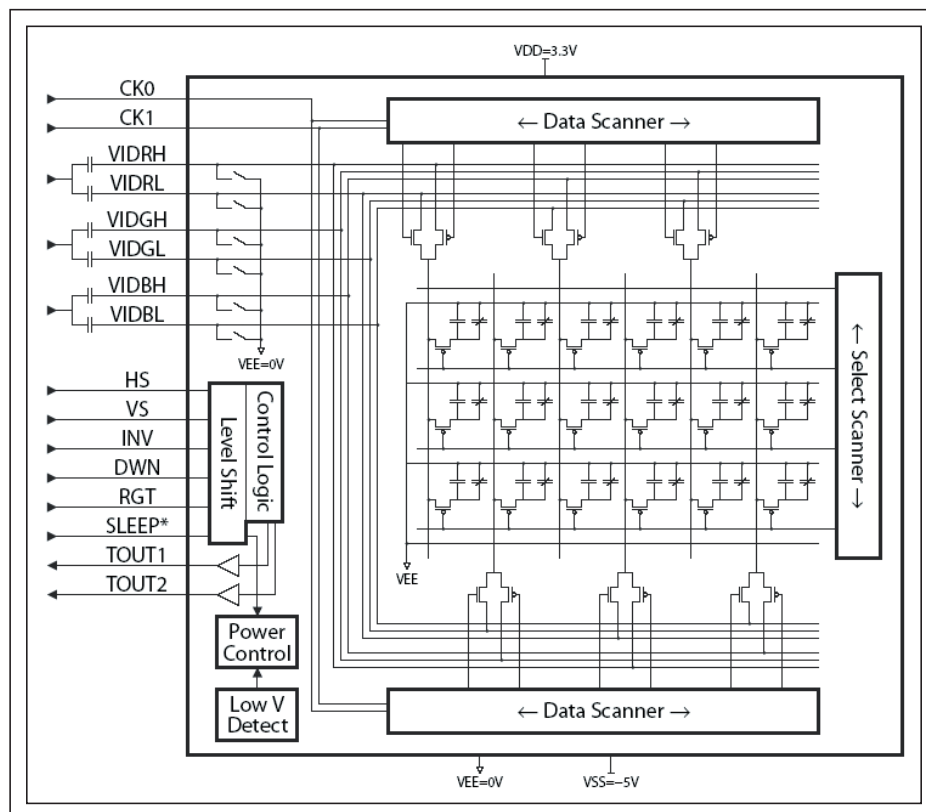 VDD=3.3V
CK0
CK1
← Data Scanner →
VIDRH
VIDRL
VIDGH
VIDGL
VIDBH
VIDBL
VEE=0V
← Select Scanner →
HS
VS
INV
DWN
RGT
SLEEP*
TOUT1
TOUT2
Level Shift
Control Logic
VEE
Power
Control
Low V
Detect
← Data Scanner →
VEE=0V
VSS=–5V